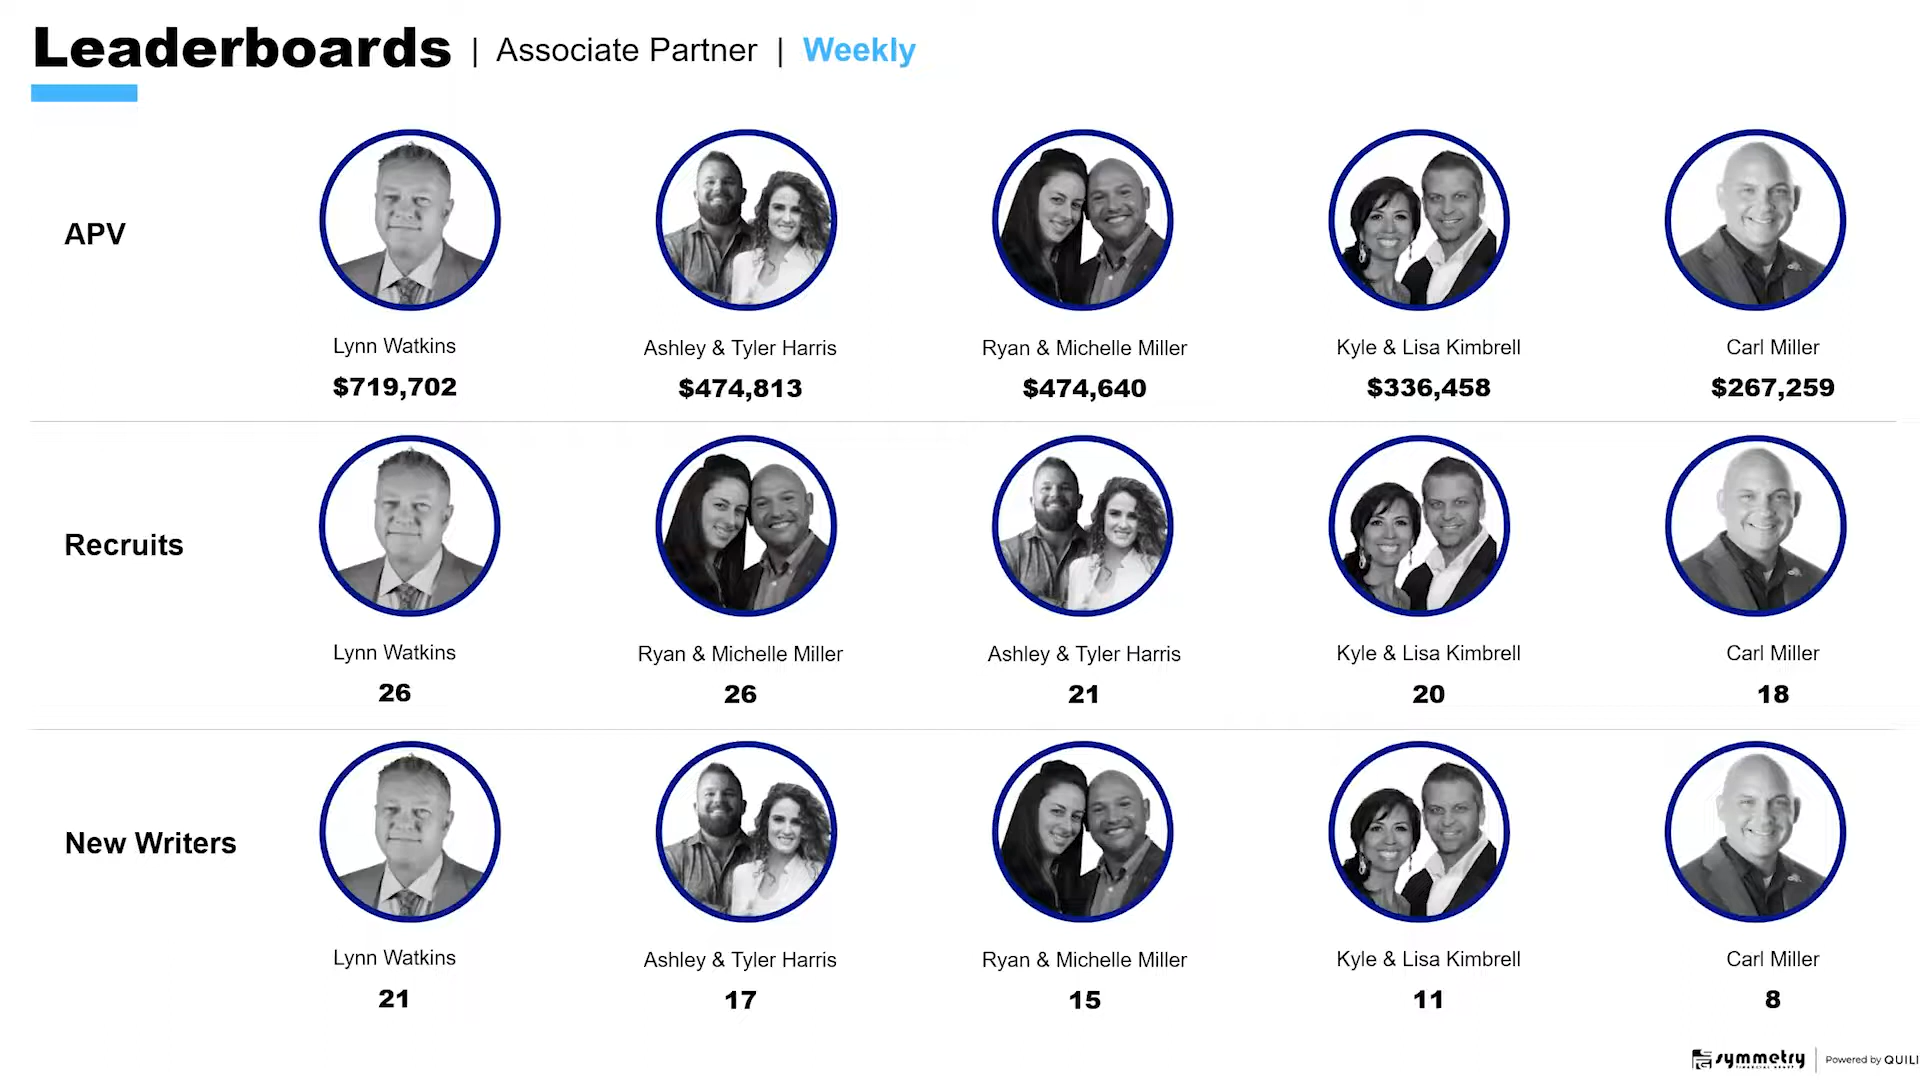 Leaderboards | Associate Partner | Weekly
APV
Lynn Watkins
$719,702
Ashley & Tyler Harris
$474,813
Ryan & Michelle Miller
$474,640
Kyle & Lisa Kimbrell
$336,458
Carl Miller
$267,259
Recruits
Lynn Watkins
26
Ryan & Michelle Miller
26
Ashley & Tyler Harris
21
Kyle & Lisa Kimbrell
20
Carl Miller
18
New Writers
Lynn Watkins
21
Ashley & Tyler Harris
17
Ryan & Michelle Miller
15
Kyle & Lisa Kimbrell
11
Carl Miller
8
symmetry
Powered by QUILI